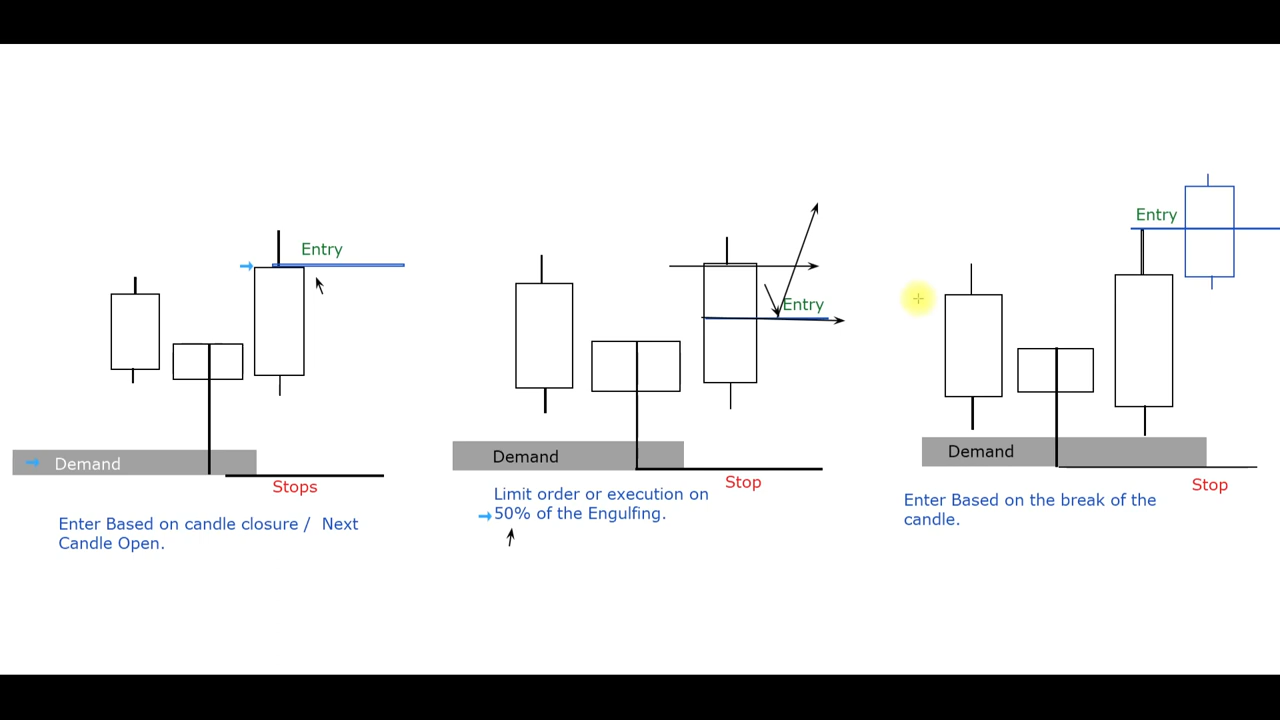 Entry
Demand
Stops
Enter Based on candle closure /  Next
Candle Open.
Entry
Demand
Stop
Limit order or execution on
50% of the Engulfing.
Entry
Demand
Stop
Enter Based on the break of the
candle.